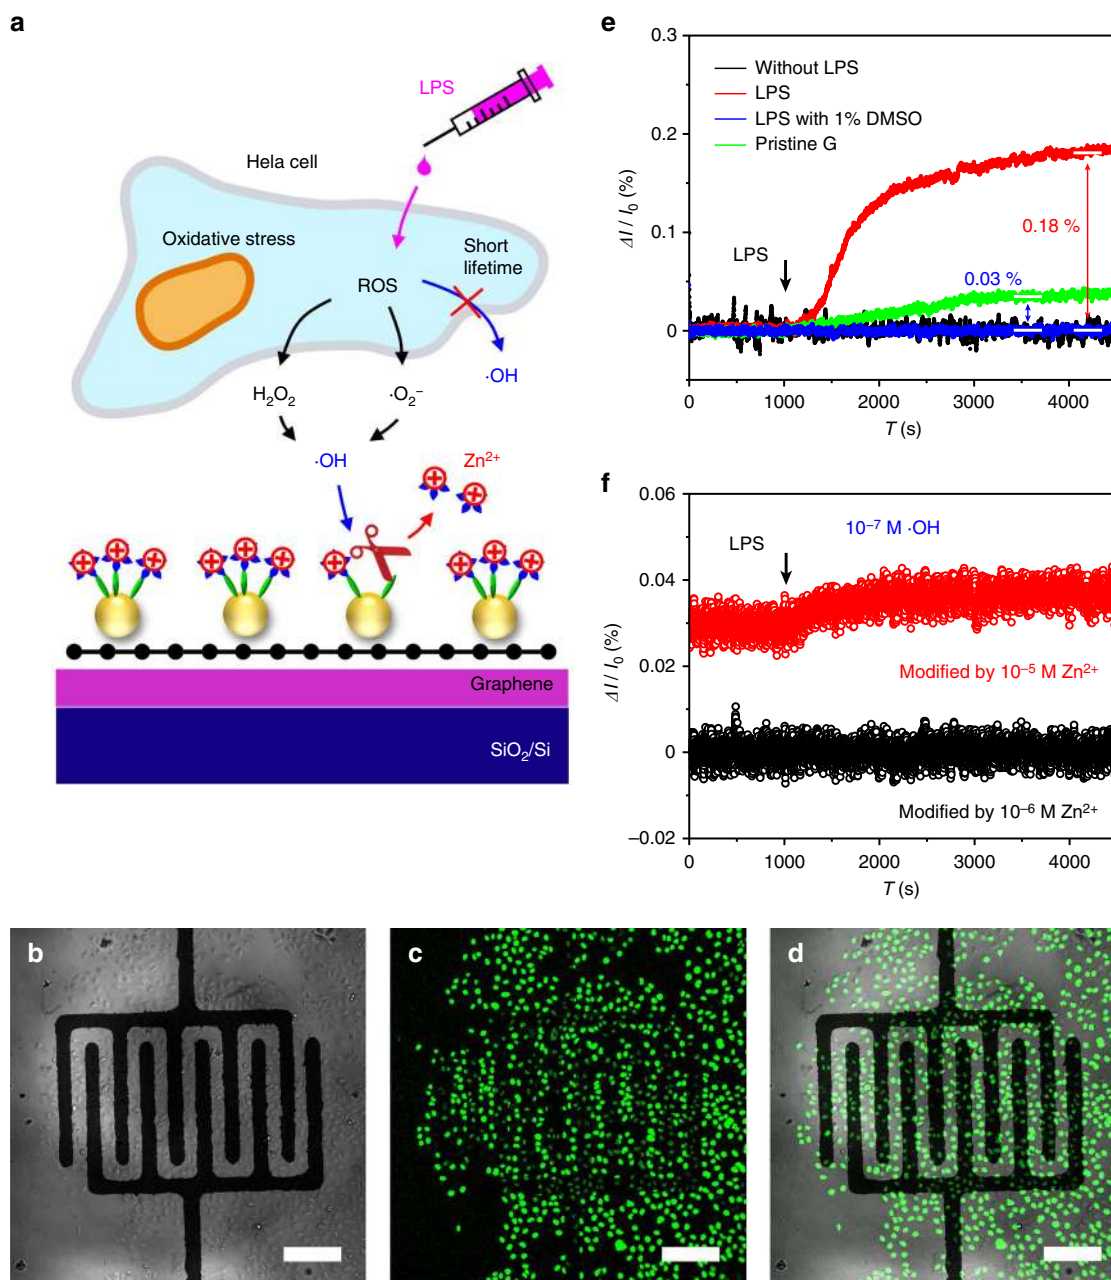 a
LPS
Hela cell
Oxidative stress
Short
lifetime
ROS
·OH
H₂O₂
·O₂⁻
·OH
Zn²⁺
Graphene
SiO₂/Si
e
0.3
0.2
0.1
0
ΔI / I₀ (%)
Without LPS
LPS
LPS with 1% DMSO
Pristine G
LPS
0.18 %
0.03 %
0
1000
2000
3000
4000
T (s)
f
0.06
0.04
0.02
0
–0.02
ΔI / I₀ (%)
10⁻⁷ M ·OH
LPS
Modified by 10⁻⁵ M Zn²⁺
Modified by 10⁻⁶ M Zn²⁺
0
1000
2000
3000
4000
T (s)
b
c
d